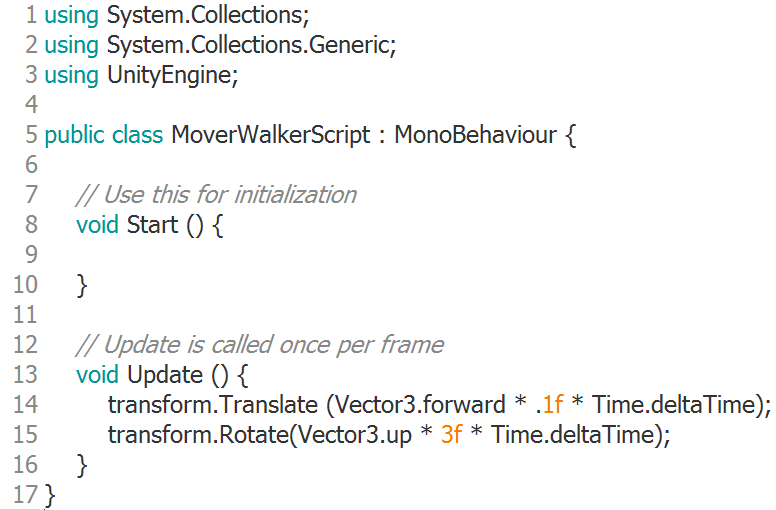 1 using System.Collections;
2 using System.Collections.Generic;
3 using UnityEngine;
4
5 public class MoverWalkerScript : MonoBehaviour {
6
7 // Use this for initialization
8 void Start () {
9
10 }
11
12 // Update is called once per frame
13 void Update () {
14 transform.Translate (Vector3.forward * .1f * Time.deltaTime);
15 transform.Rotate(Vector3.up * 3f * Time.deltaTime);
16 }
17 }